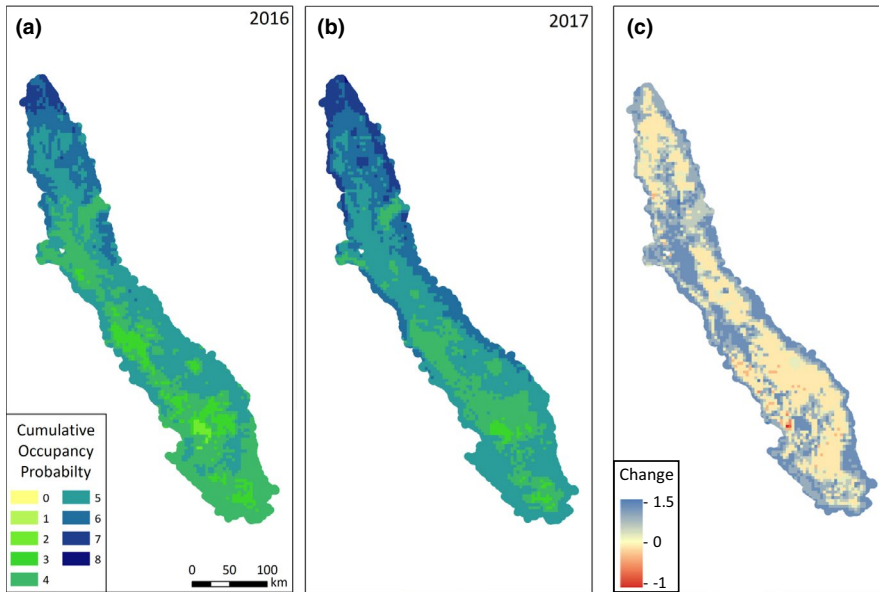 (a)
2016
(b)
2017
(c)
Cumulative
Occupancy
Probabilty
0
1
2
3
4
5
6
7
8
0 50 100
km
Change
- 1.5
- 0
- -1